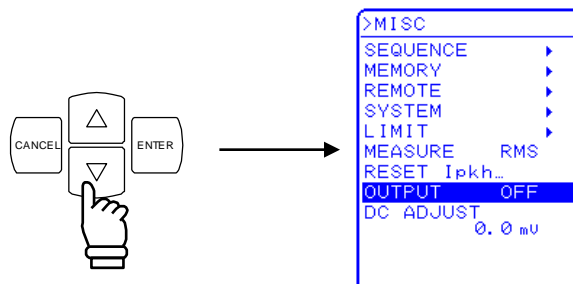 CANCEL
ENTER
>MISC
SEQUENCE
MEMORY
REMOTE
SYSTEM
LIMIT
MEASURE RMS
RESET Ipkh…
OUTPUT OFF
DC ADJUST
0.0 mV